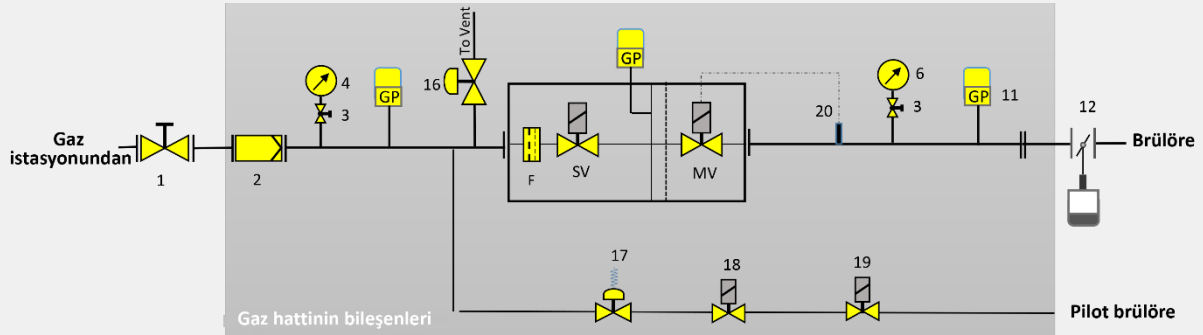 To Vent
GP
4
GP
16
6
GP
11
3
20
3
12
Gaz
istasyonundan
Brülöre
1
2
F
SV
MV
17
18
19
Gaz hattinin bileşenleri
Pilot brülöre